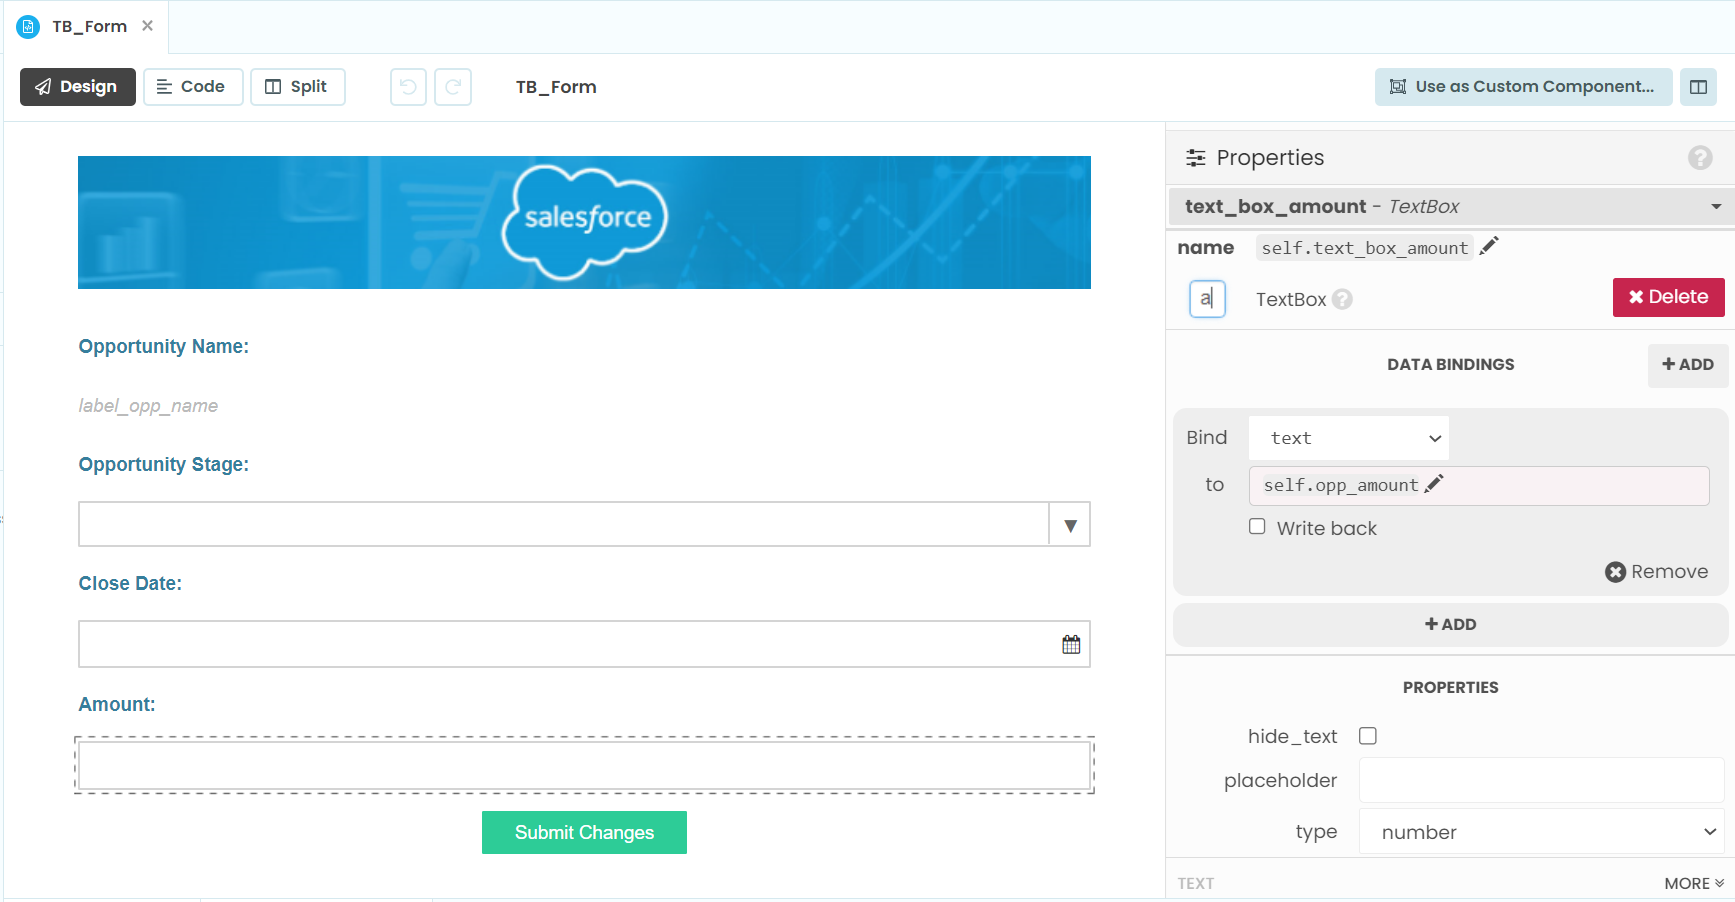 TB_Form ×
Design Code Split TB_Form Use as Custom Component...
salesforce
Opportunity Name:
label_opp_name
Opportunity Stage:
Close Date:
Amount:
Submit Changes
Properties ?
text_box_amount - TextBox
name self.text_box_amount
a TextBox ? Delete
DATA BINDINGS + ADD
Bind text
to self.opp_amount
Write back
Remove
+ ADD
PROPERTIES
hide_text
placeholder
type number
TEXT MORE